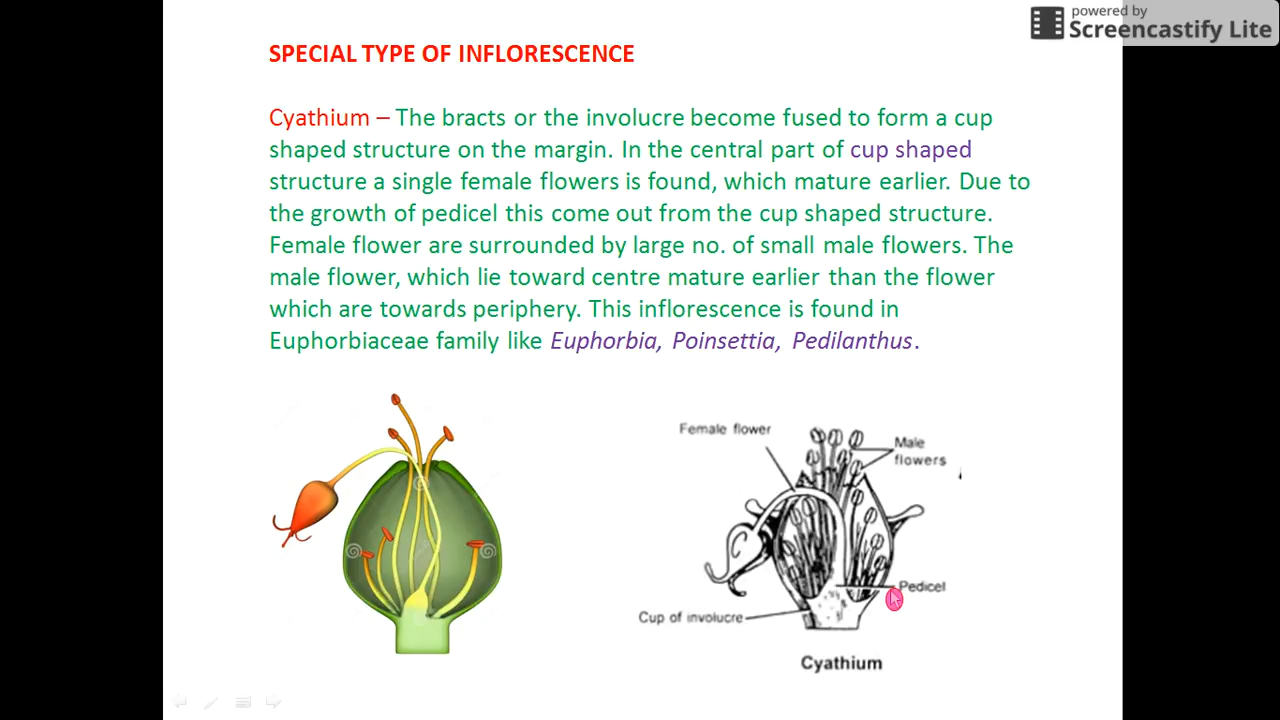 powered by
Screencastify Lite
SPECIAL TYPE OF INFLORESCENCE
Cyathium – The bracts or the involucre become fused to form a cup
shaped structure on the margin. In the central part of cup shaped
structure a single female flowers is found, which mature earlier. Due to
the growth of pedicel this come out from the cup shaped structure.
Female flower are surrounded by large no. of small male flowers. The
male flower, which lie toward centre mature earlier than the flower
which are towards periphery. This inflorescence is found in
Euphorbiaceae family like Euphorbia, Poinsettia, Pedilanthus.
Female flower
Male
flowers
Pedicel
Cup of involucre
Cyathium